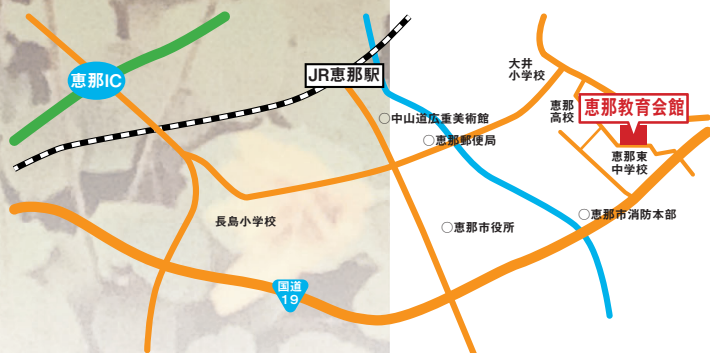 恵那IC
JR恵那駅
大井
小学校
恵那
高校
恵那教育会館
中山道広重美術館
恵那郵便局
恵那東
中学校
長島小学校
恵那市役所
恵那市消防本部
国道
19